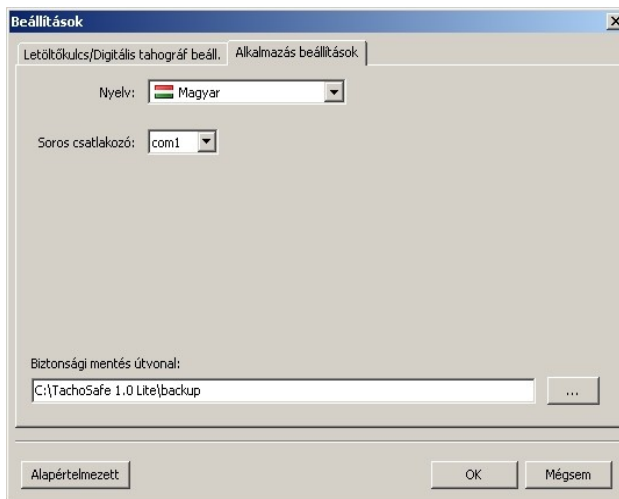 Beállítások
Letöltőkulcs/Digitális tahográf beáll. Alkalmazás beállítások
Nyelv: Magyar
Soros csatlakozó: com1
Biztonsági mentés útvonal:
C:\TachoSafe 1.0 Lite\backup ...
Alapértelmezett OK Mégsem